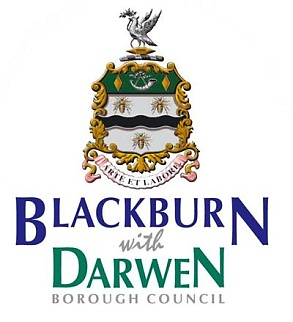 ARTE ET LABORE
BLACKBURN
with
DARWEN
BOROUGH COUNCIL